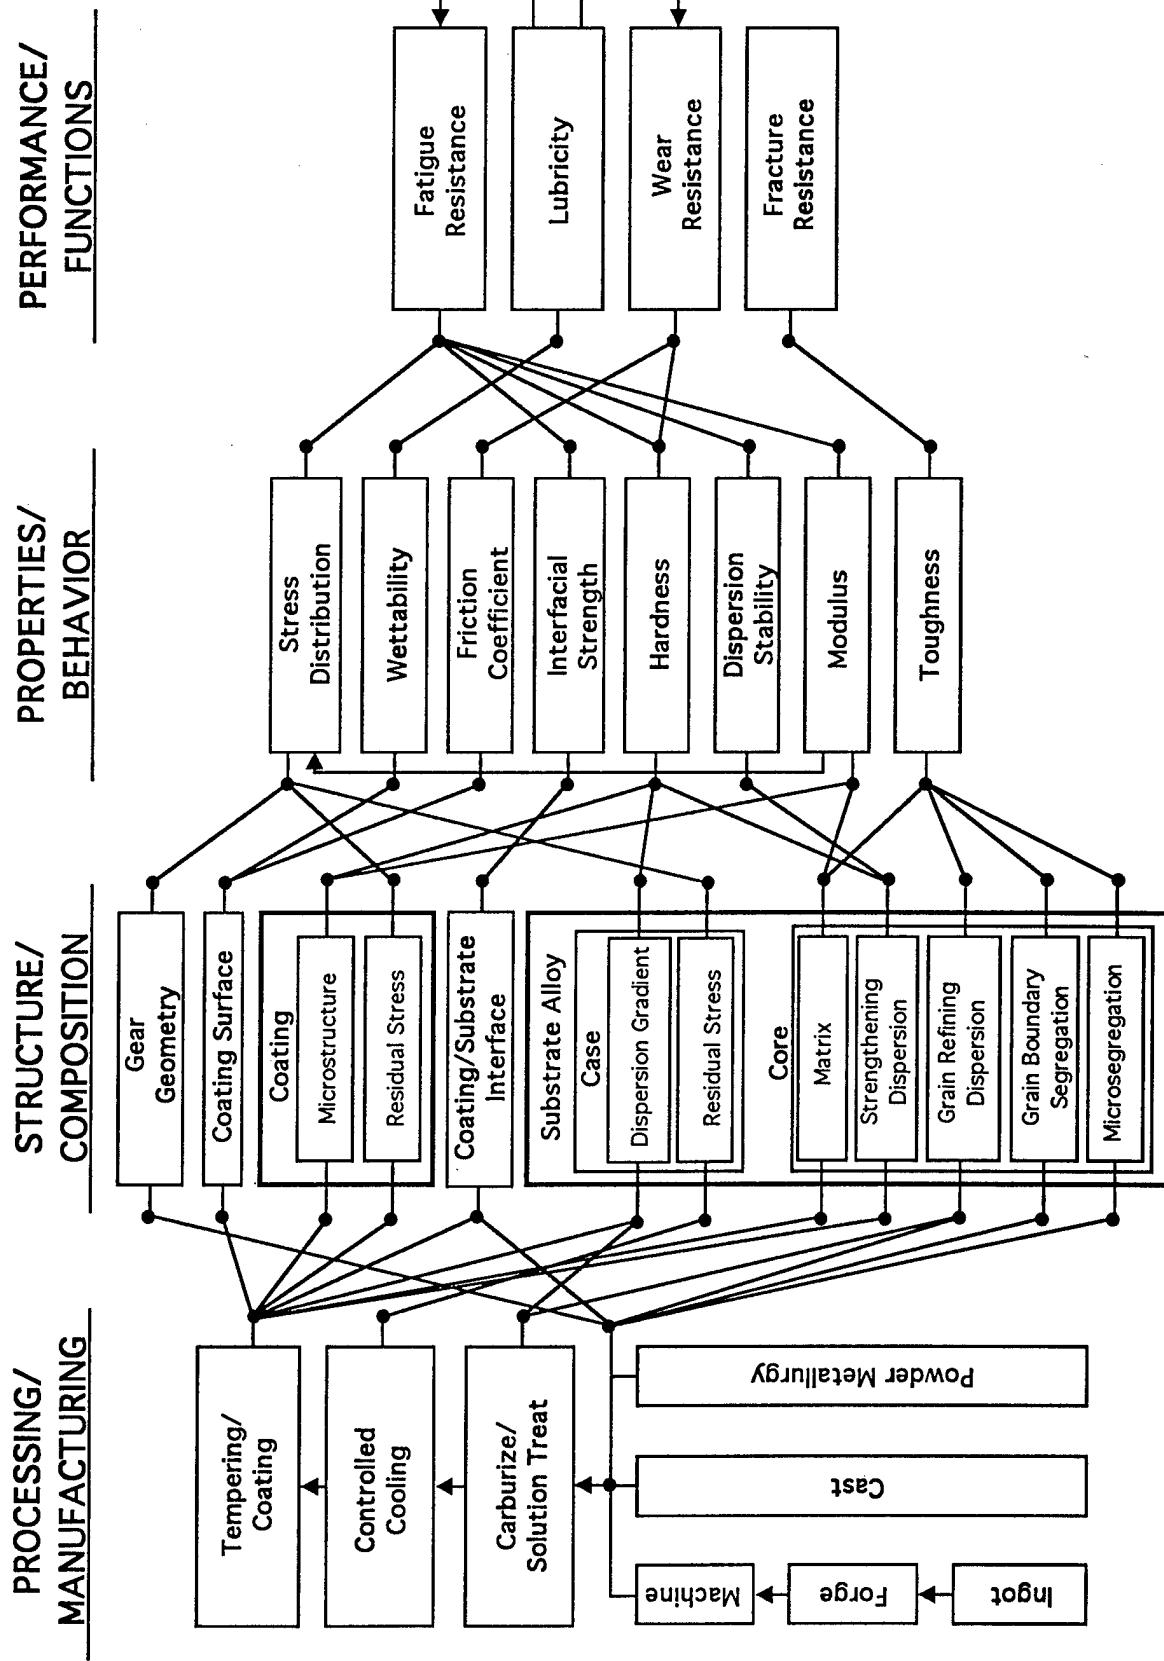 PROCESSING/
MANUFACTURING
Tempering/
Coating
Controlled
Cooling
Carburize/
Solution Treat
Machine
Forge
Ingot
Cast
Powder Metallurgy
STRUCTURE/
COMPOSITION
Gear
Geometry
Coating Surface
Coating
Microstructure
Residual Stress
Coating/Substrate
Interface
Substrate Alloy
Case
Dispersion Gradient
Residual Stress
Core
Matrix
Strengthening
Dispersion
Grain Refining
Dispersion
Grain Boundary
Segregation
Microsegregation
PROPERTIES/
BEHAVIOR
Stress
Distribution
Wettability
Friction
Coefficient
Interfacial
Strength
Hardness
Dispersion
Stability
Modulus
Toughness
PERFORMANCE/
FUNCTIONS
Fatigue
Resistance
Lubricity
Wear
Resistance
Fracture
Resistance